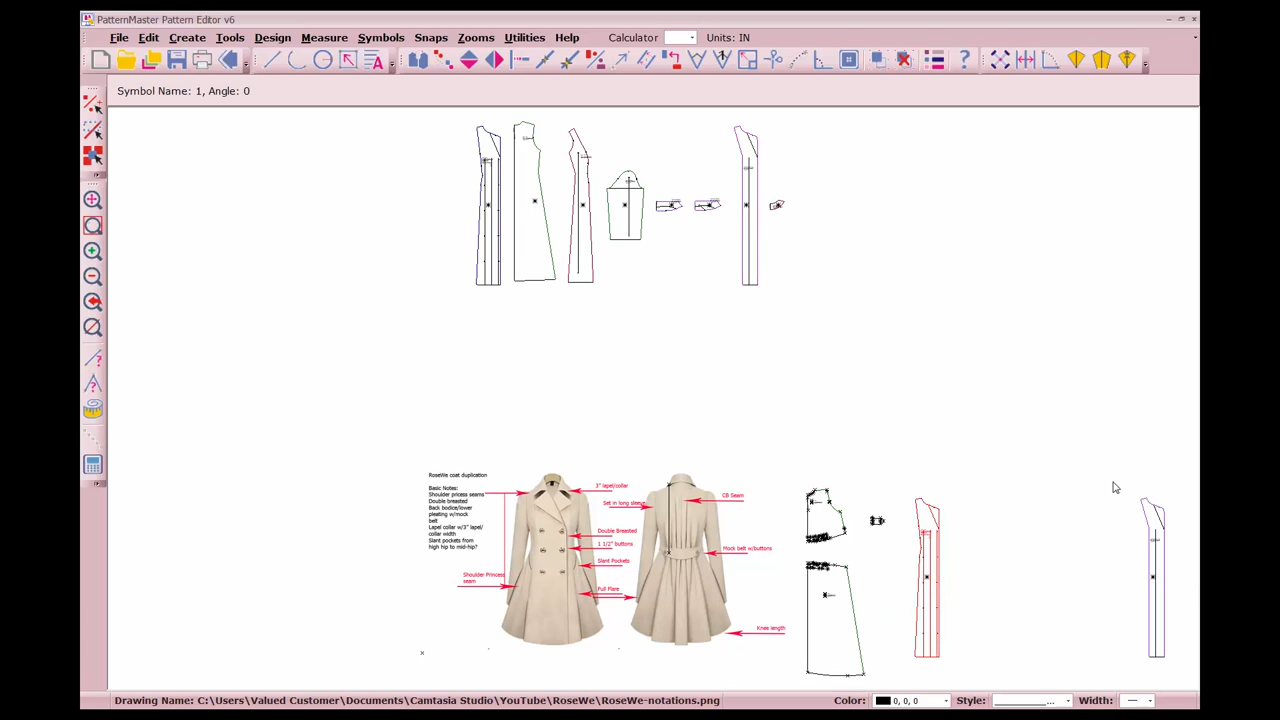 PatternMaster Pattern Editor v6
File Edit Create Tools Design Measure Symbols Snaps Zooms Utilities Help Calculator Units: IN
Symbol Name: 1, Angle: 0
RoseWe coat duplication
Basic Notes:
Shoulder pricess seams
Double breasted
Back bodice/lower
pleating w/mock
belt
Lapel collar w/3" lapel/
collar width
Slant pockets from
high hip to mid-hip?
3" lapel/collar
Set in long sleeve
CB Seam
Double Breasted
1 1/2" buttons
Mock belt w/buttons
Slant Pockets
Shoulder Princess
seam
Full Flare
Knee length
Drawing Name: C:\Users\Valued Customer\Documents\Camtasia Studio\YouTube\RoseWe\RoseWe-notations.png
Color: 0, 0, 0 Style: Width: